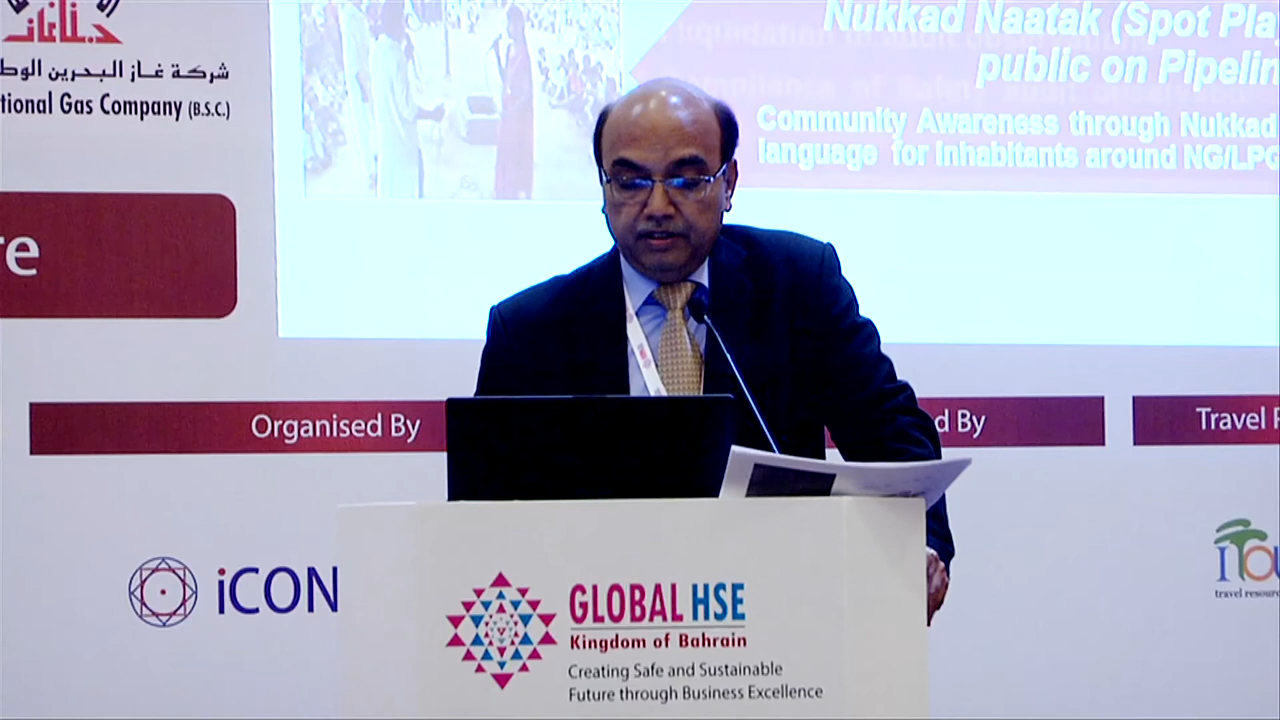 شركة غاز البحرين
tional Gas Company (B.S.C.)
re
Nukkad Naatak (Spot Pla
public on Pipelin
Community Awareness through Nukkad
language for Inhabitants around NG/LPG
Organised By
d By
Travel
iCON
GLOBAL HSE
Kingdom of Bahrain
Creating Safe and Sustainable
Future through Business Excellence
iTou
travel resour